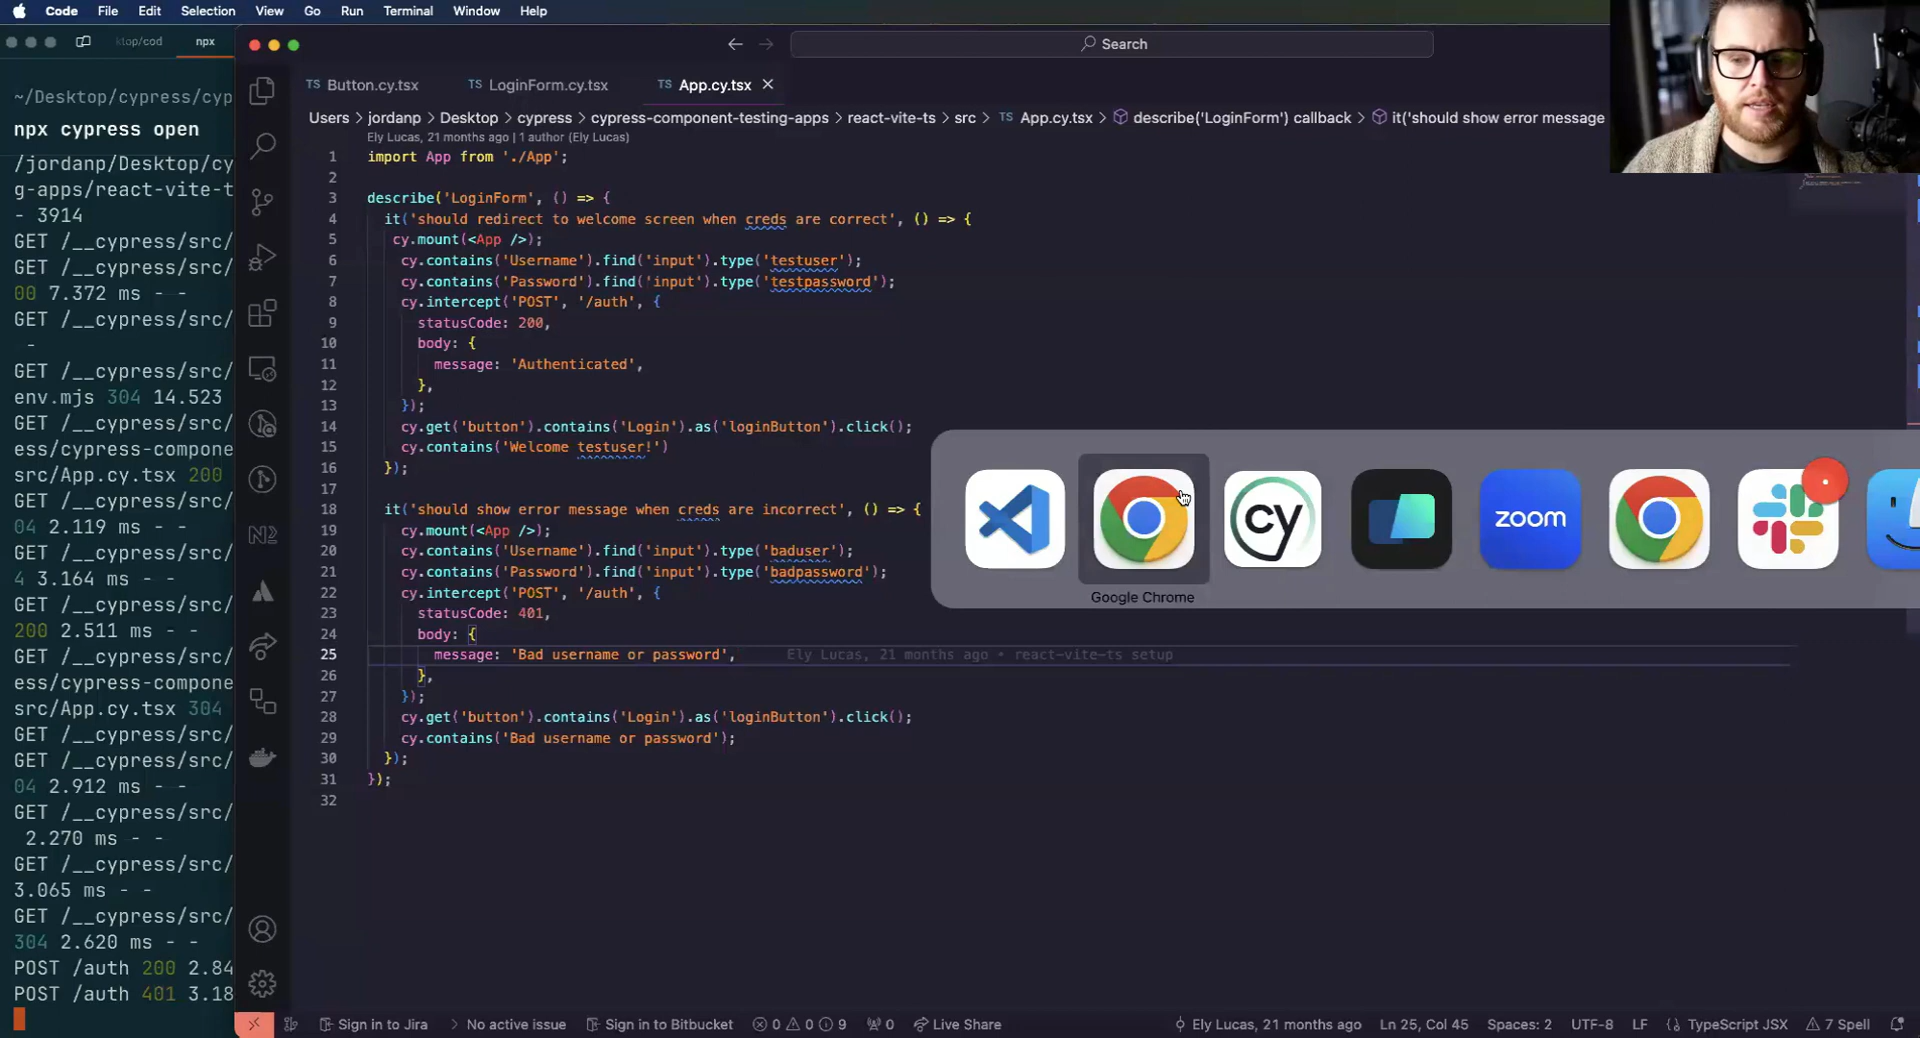 Code File Edit Selection View Go Run Terminal Window Help
ktop/cod npx
Search
Button.cy.tsx LoginForm.cy.tsx App.cy.tsx
Users > jordanp > Desktop > cypress > cypress-component-testing-apps > react-vite-ts > src > App.cy.tsx > describe('LoginForm') callback > it('should show error message
~/Desktop/cypress/cyp
npx cypress open
/jordanp/Desktop/cy
g-apps/react-vite-t
- 3914
GET /__cypress/src/
GET /__cypress/src/
00 7.372 ms - -
GET /__cypress/src/
-
GET /__cypress/src/
env.mjs 304 14.523
GET /__cypress/src/
ess/cypress-compone
src/App.cy.tsx 200
GET /__cypress/src/
04 2.119 ms - -
GET /__cypress/src/
4 3.164 ms - -
GET /__cypress/src/
200 2.511 ms - -
GET /__cypress/src/
ess/cypress-compone
src/App.cy.tsx 304
GET /__cypress/src/
GET /__cypress/src/
04 2.912 ms - -
GET /__cypress/src/
2.270 ms - -
GET /__cypress/src/
3.065 ms - -
GET /__cypress/src/
304 2.620 ms - -
POST /auth 200 2.84
POST /auth 401 3.18
Ely Lucas, 21 months ago | 1 author (Ely Lucas)
1 import App from './App';
2
3 describe('LoginForm', () => {
4 it('should redirect to welcome screen when creds are correct', () => {
5 cy.mount(<App />);
6 cy.contains('Username').find('input').type('testuser');
7 cy.contains('Password').find('input').type('testpassword');
8 cy.intercept('POST', '/auth', {
9 statusCode: 200,
10 body: {
11 message: 'Authenticated',
12 },
13 });
14 cy.get('button').contains('Login').as('loginButton').click();
15 cy.contains('Welcome testuser!')
16 });
17
18 it('should show error message when creds are incorrect', () => {
19 cy.mount(<App />);
20 cy.contains('Username').find('input').type('baduser');
21 cy.contains('Password').find('input').type('badpassword');
22 cy.intercept('POST', '/auth', {
23 statusCode: 401,
24 body: {
25 message: 'Bad username or password', Ely Lucas, 21 months ago • react-vite-ts setup
26 },
27 });
28 cy.get('button').contains('Login').as('loginButton').click();
29 cy.contains('Bad username or password');
30 });
31 });
32
cy
zoom
Google Chrome
Sign in to Jira No active issue Sign in to Bitbucket 0 0 9 0 Live Share
Ely Lucas, 21 months ago Ln 25, Col 45 Spaces: 2 UTF-8 LF {} TypeScript JSX 7 Spell